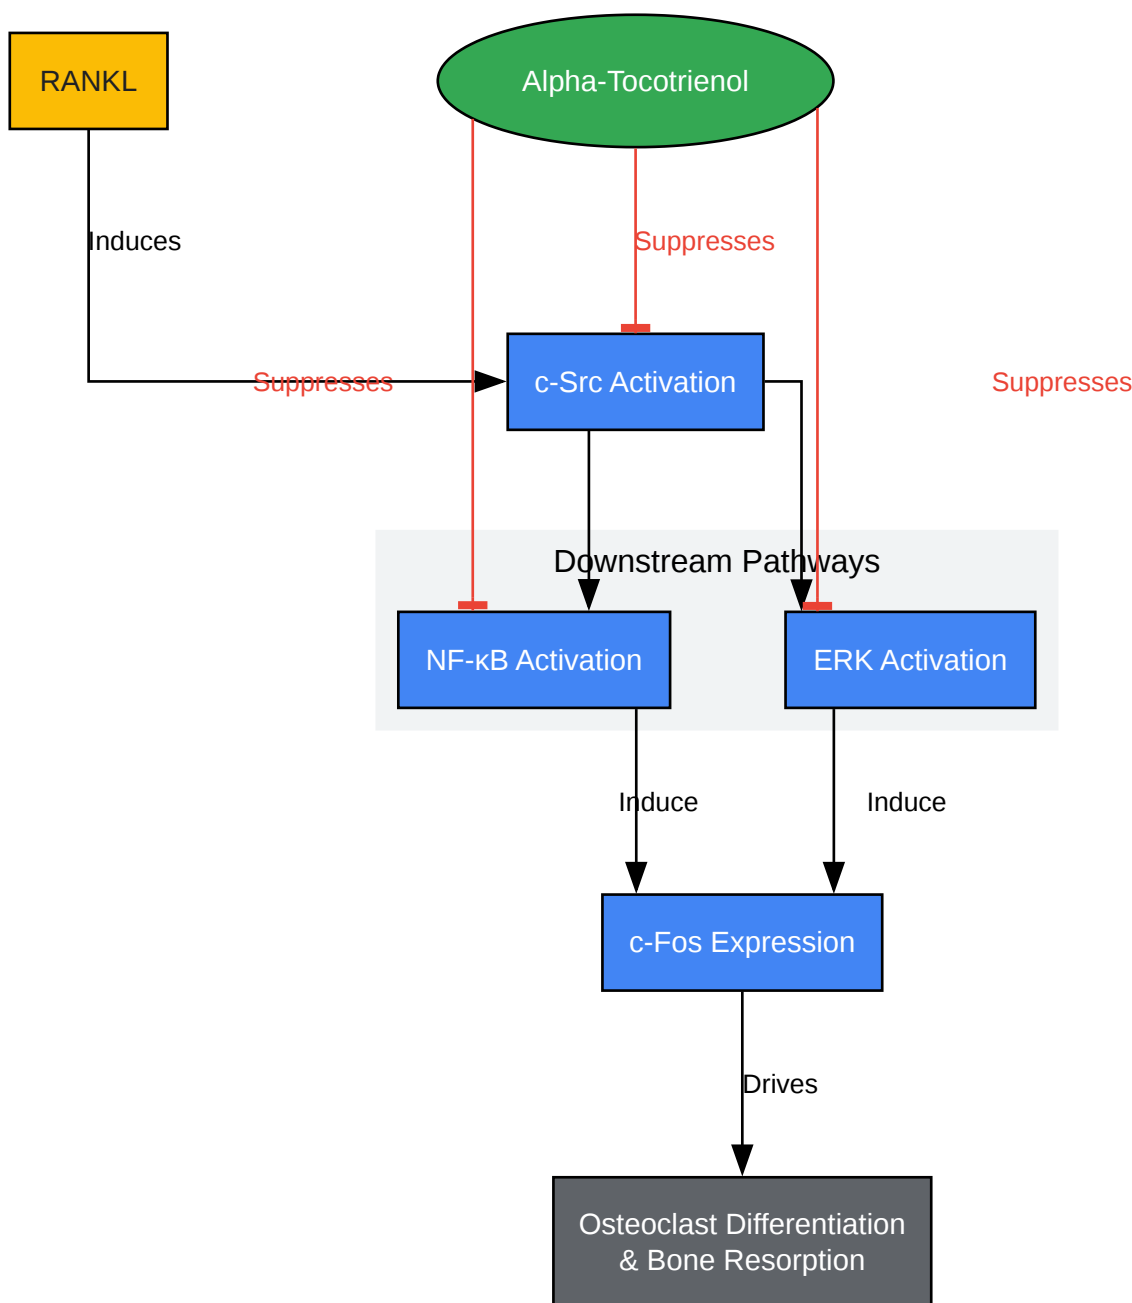 RANKL
Alpha-Tocotrienol
Induces
Suppresses
Suppresses
c-Src Activation
Suppresses
Downstream Pathways
NF-κB Activation
ERK Activation
Induce
Induce
c-Fos Expression
Drives
Osteoclast Differentiation
& Bone Resorption